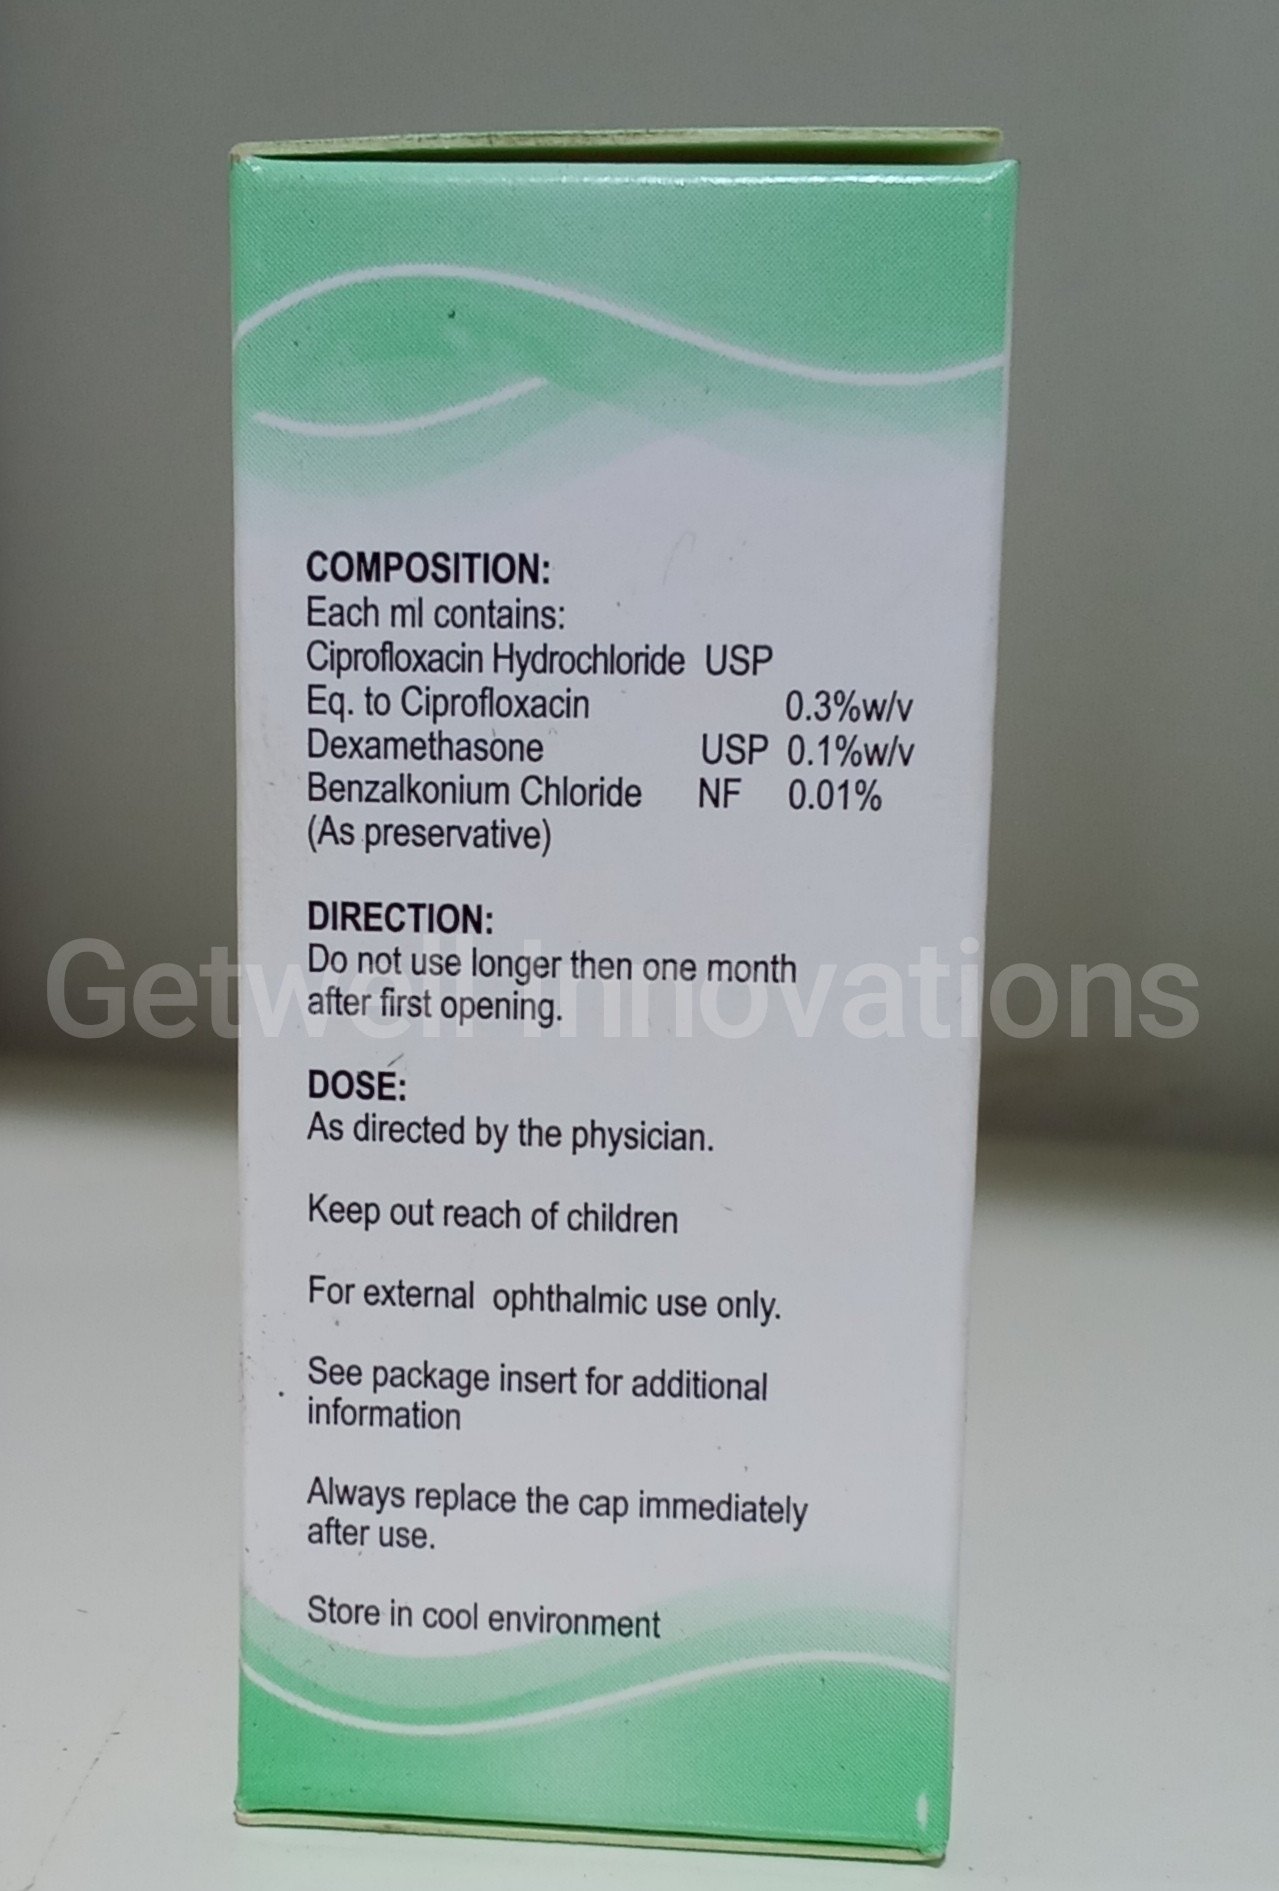 COMPOSITION:
Each ml contains:
Ciprofloxacin Hydrochloride USP
Eq. to Ciprofloxacin 0.3%w/v
Dexamethasone USP 0.1%w/v
Benzalkonium Chloride NF 0.01%
(As preservative)
DIRECTION:
Do not use longer then one month
after first opening.
Getwell Innovations
DOSE:
As directed by the physician.
Keep out reach of children
For external ophthalmic use only.
See package insert for additional
information
Always replace the cap immediately
after use.
Store in cool environment